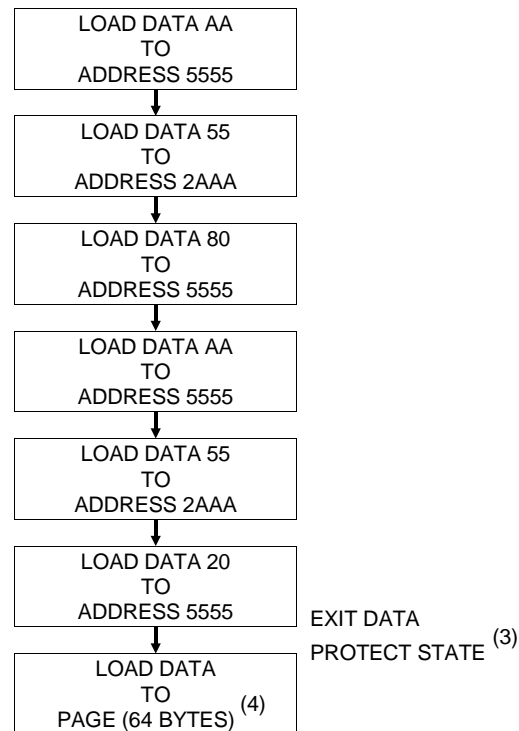 LOAD DATA AA
TO
ADDRESS 5555
LOAD DATA 55
TO
ADDRESS 2AAA
LOAD DATA 80
TO
ADDRESS 5555
LOAD DATA AA
TO
ADDRESS 5555
LOAD DATA 55
TO
ADDRESS 2AAA
LOAD DATA 20
TO
ADDRESS 5555
EXIT DATA
PROTECT STATE (3)
LOAD DATA
TO
PAGE (64 BYTES) (4)